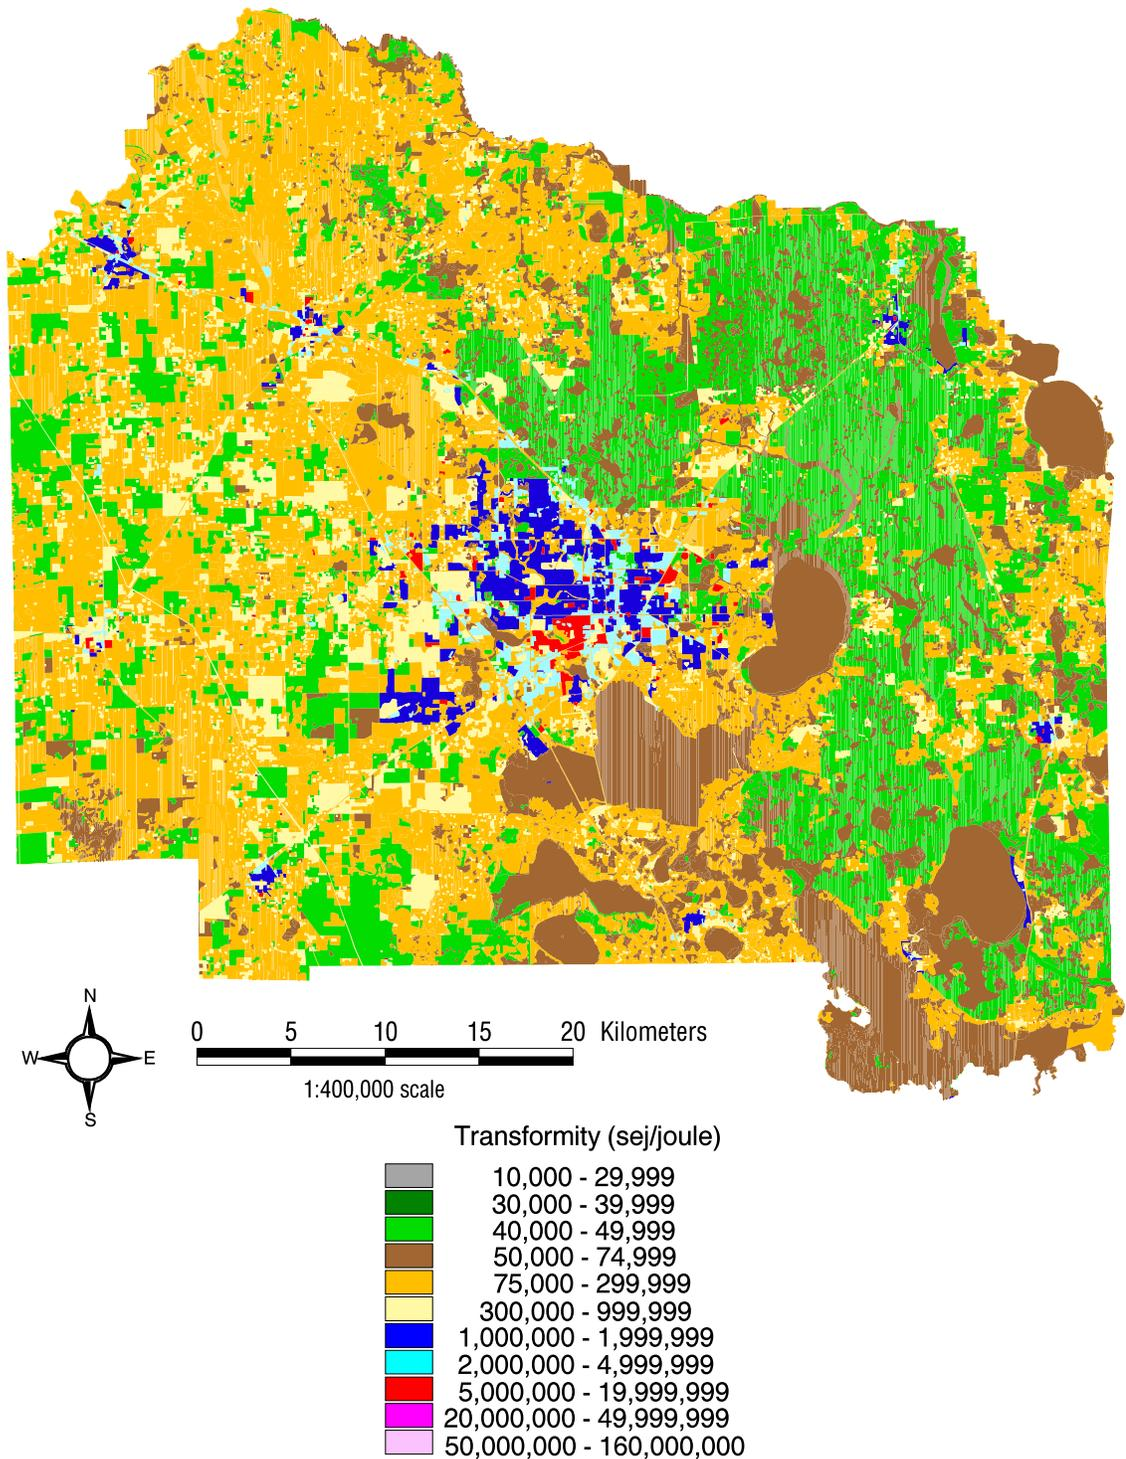 N
W E
S
0 5 10 15 20 Kilometers
1:400,000 scale
Transformity (sej/joule)
10,000 - 29,999
30,000 - 39,999
40,000 - 49,999
50,000 - 74,999
75,000 - 299,999
300,000 - 999,999
1,000,000 - 1,999,999
2,000,000 - 4,999,999
5,000,000 - 19,999,999
20,000,000 - 49,999,999
50,000,000 - 160,000,000